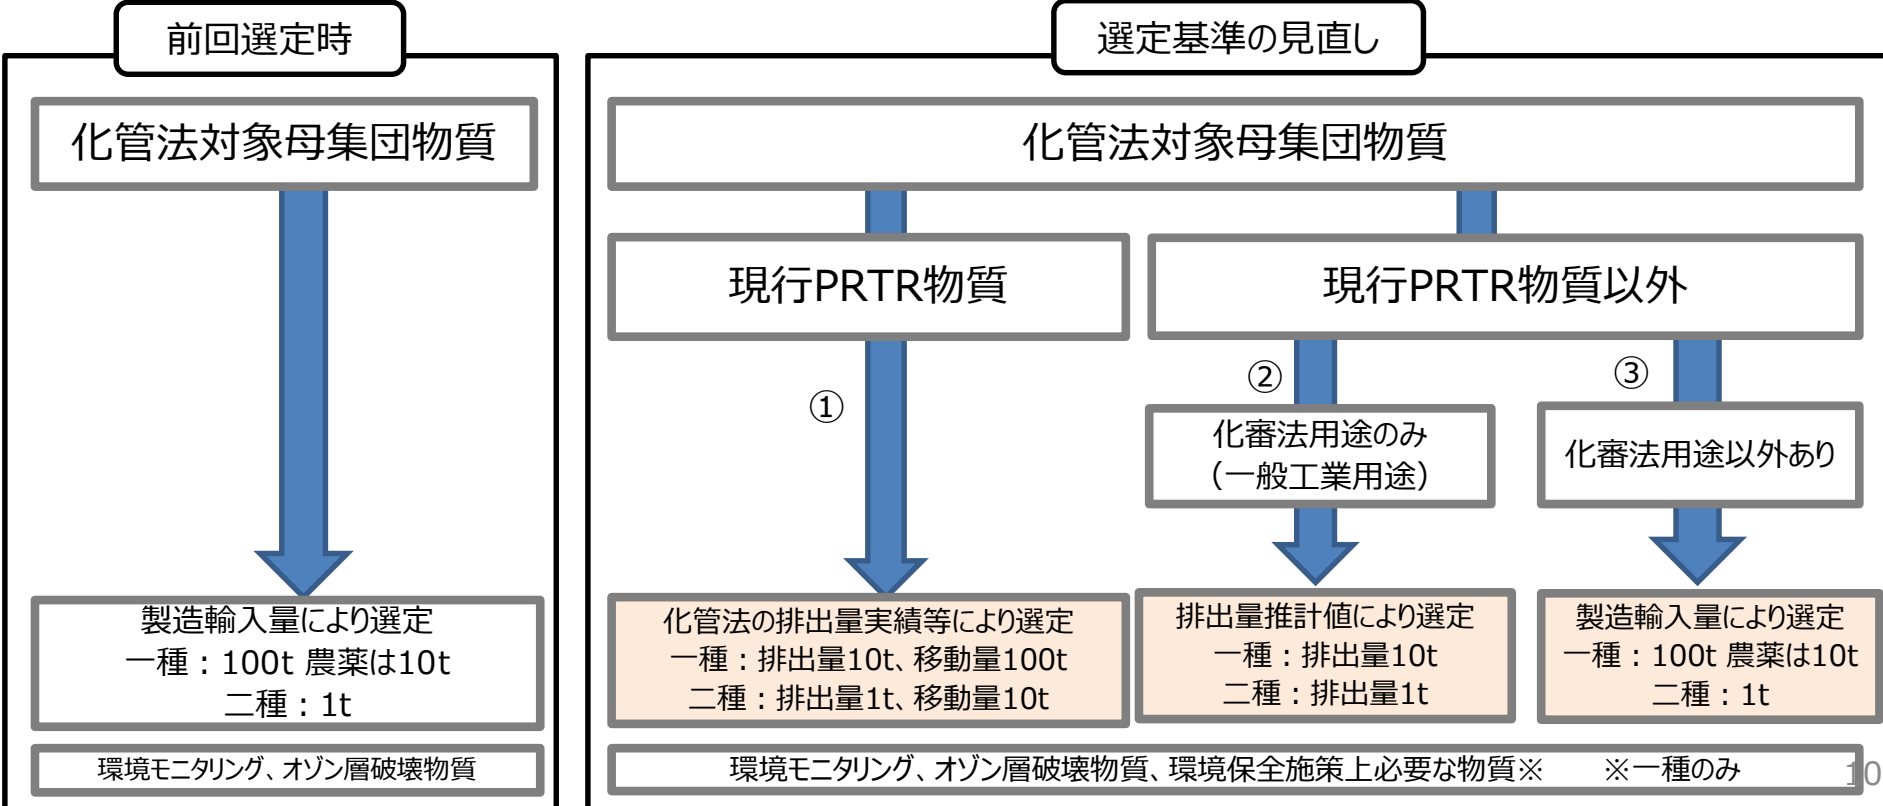 前回選定時
化管法対象母集団物質
製造輸入量により選定
一種：100t 農薬は10t
二種：1t
環境モニタリング、オゾン層破壊物質
選定基準の見直し
化管法対象母集団物質
現行PRTR物質
現行PRTR物質以外
①
②
③
化審法用途のみ
（一般工業用途）
化審法用途以外あり
化管法の排出量実績等により選定
一種：排出量10t、移動量100t
二種：排出量1t、移動量10t
排出量推計値により選定
一種：排出量10t
二種：排出量1t
製造輸入量により選定
一種：100t 農薬は10t
二種：1t
環境モニタリング、オゾン層破壊物質、環境保全施策上必要な物質※　※一種のみ
10